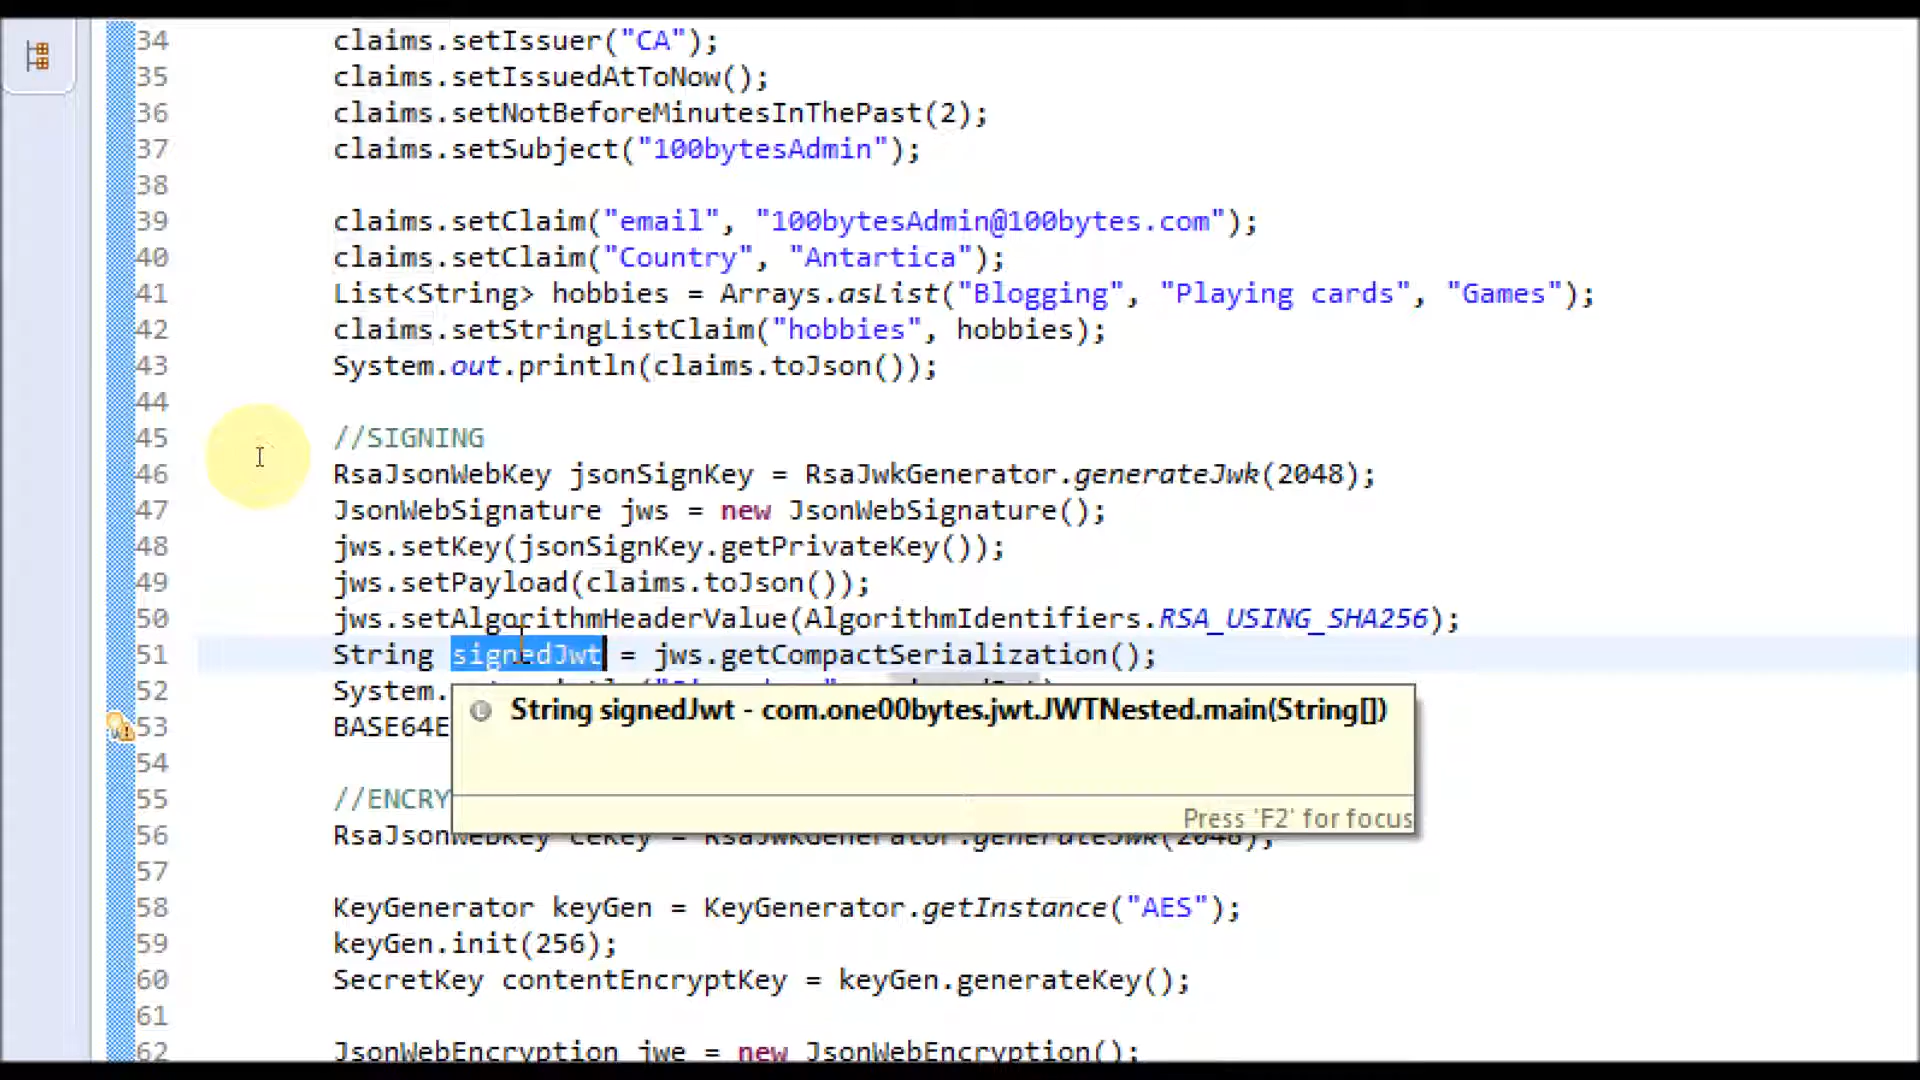 34 claims.setIssuer("CA");
35 claims.setIssuedAtToNow();
36 claims.setNotBeforeMinutesInThePast(2);
37 claims.setSubject("100bytesAdmin");
38
39 claims.setClaim("email", "100bytesAdmin@100bytes.com");
40 claims.setClaim("Country", "Antartica");
41 List<String> hobbies = Arrays.asList("Blogging", "Playing cards", "Games");
42 claims.setStringListClaim("hobbies", hobbies);
43 System.out.println(claims.toJson());
44
45 //SIGNING
46 RsaJsonWebKey jsonSignKey = RsaJwkGenerator.generateJwk(2048);
47 JsonWebSignature jws = new JsonWebSignature();
48 jws.setKey(jsonSignKey.getPrivateKey());
49 jws.setPayload(claims.toJson());
50 jws.setAlgorithmHeaderValue(AlgorithmIdentifiers.RSA_USING_SHA256);
51 String signedJwt = jws.getCompactSerialization();
52 System.
String signedJwt - com.one00bytes.jwt.JWTNested.main(String[])
53 BASE64E
54
55 //ENCRY
Press 'F2' for focus
56 RsaJsonWebKey ceKey = RsaJwkGenerator.generateJwk(2048);
57
58 KeyGenerator keyGen = KeyGenerator.getInstance("AES");
59 keyGen.init(256);
60 SecretKey contentEncryptKey = keyGen.generateKey();
61
62 JsonWebEncryption jwe = new JsonWebEncryption();